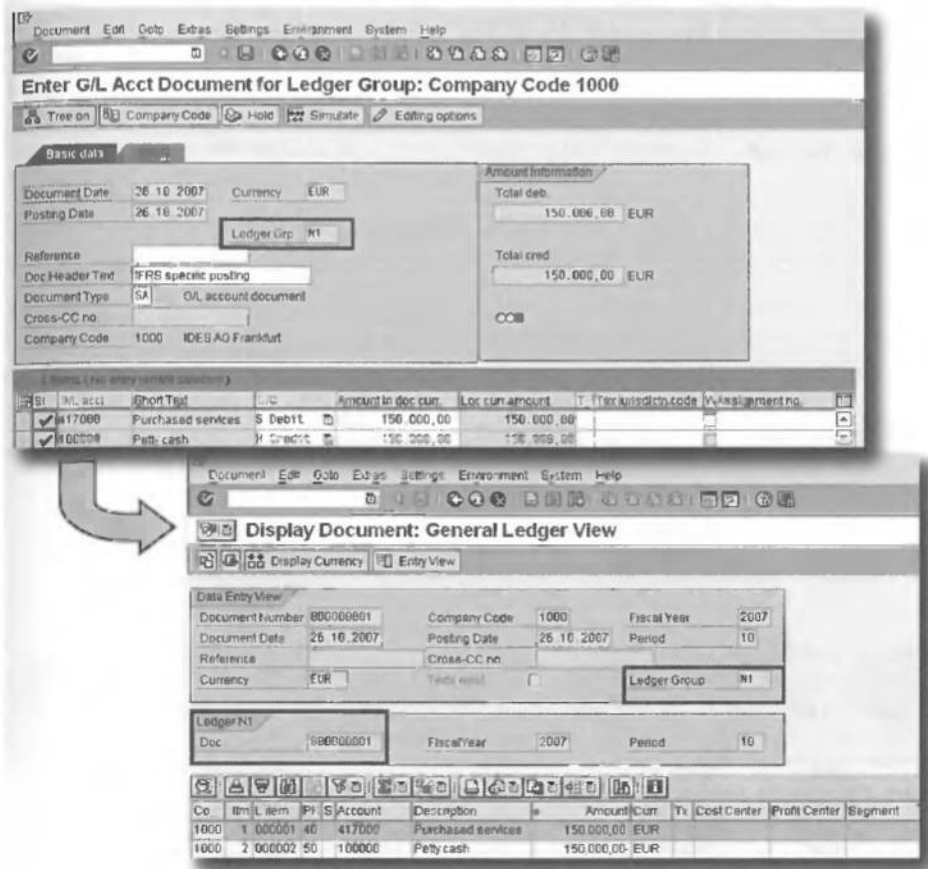 Document Edit Goto Extras Settings Environment System Help
Enter G/L Acct Document for Ledger Group: Company Code 1000
Tree on Company Code Hold Simulate Editing options
Basic data
Amount Information
Document Date 26.10.2007 Currency EUR
Total deb.
Posting Date 26.10.2007
150.000,00 EUR
Ledger Grp N1
Reference
Total cred
Doc.Header Text IFRS specific posting
150.000,00 EUR
Document Type SA G/L account document
Cross-CC no.
Company Code 1000 IDES AG Frankfurt
St G/L acct Short Text D/C Amount in doc.curr. Loc.curr.amount T Tax jurisdictn code V Assignment no.
417000 Purchased services S Debit 150.000,00 150.000,00
100000 Petty cash H Credit 150.000,00 150.000,00
Document Edit Goto Extras Settings Environment System Help
Display Document: General Ledger View
Display Currency Entry View
Data Entry View
Document Number Company Code 1000 Fiscal Year 2007
Document Date 26.10.2007 Posting Date 26.10.2007 Period 10
Reference Cross-CC no.
Currency EUR Texts exist Ledger Group N1
Ledger N1
Doc. FiscalYear 2007 Period 10
Co Itm L.item PK S Account Description Amount Curr. Tx Cost Center Profit Center Segment
1000 1 000001 40 417000 Purchased services 150.000,00 EUR
1000 2 000002 50 100000 Petty cash 150.000,00- EUR